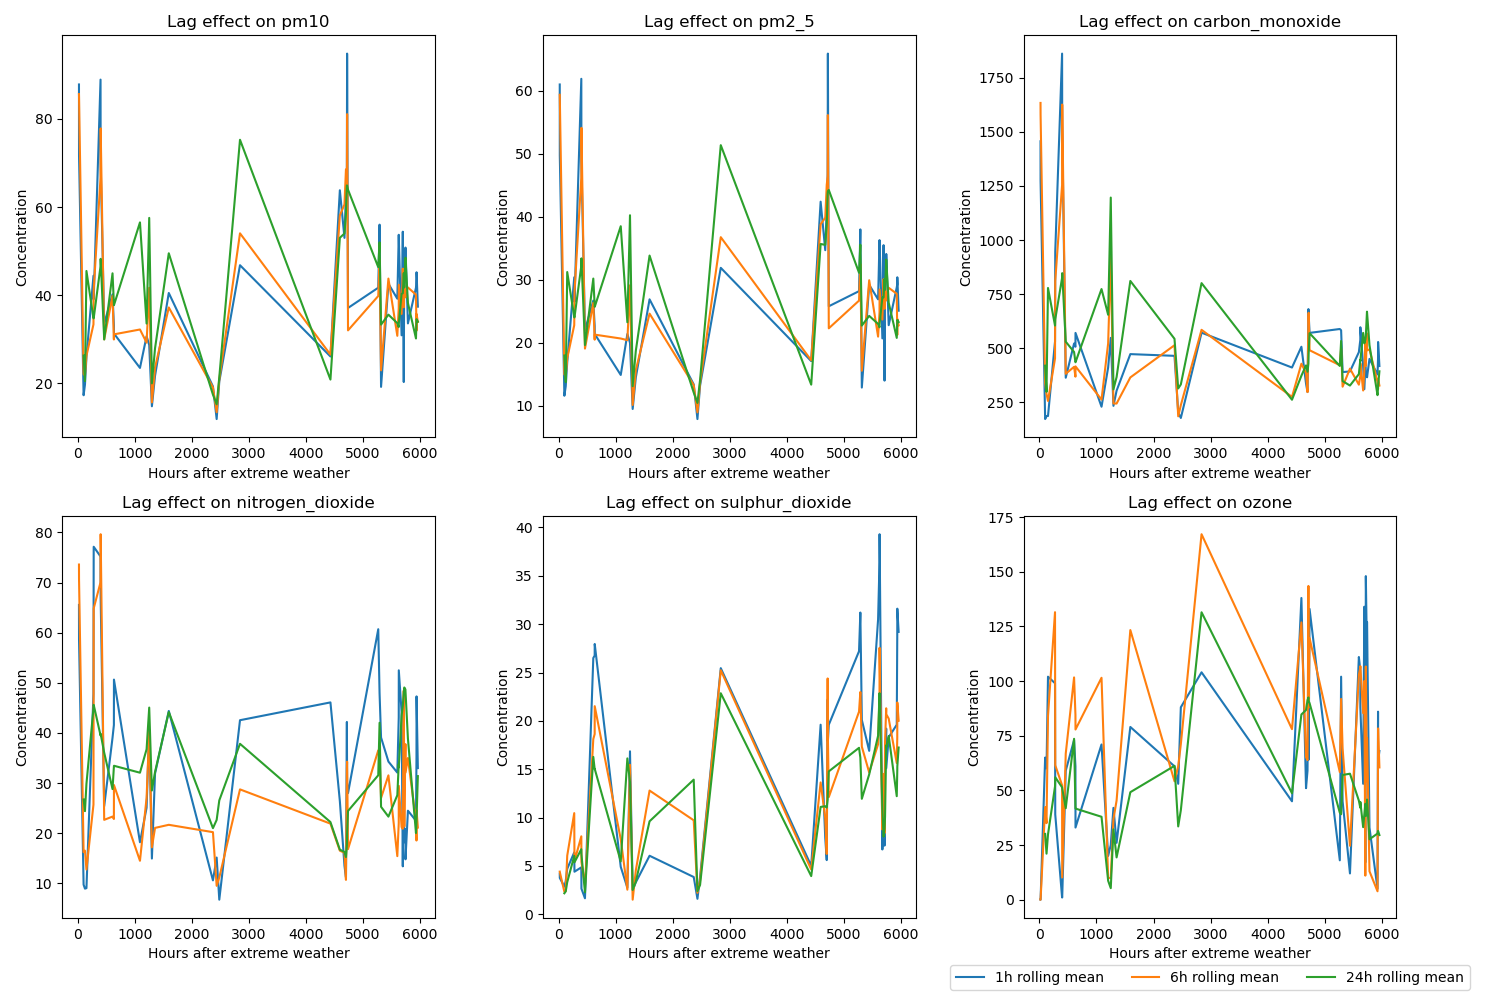 Lag effect on pm10
Lag effect on pm2_5
Lag effect on carbon_monoxide
Concentration
80
60
40
20
0 1000 2000 3000 4000 5000 6000
Hours after extreme weather
Concentration
60
50
40
30
20
10
0 1000 2000 3000 4000 5000 6000
Hours after extreme weather
Concentration
1750
1500
1250
1000
750
500
250
0 1000 2000 3000 4000 5000 6000
Hours after extreme weather
Lag effect on nitrogen_dioxide
Lag effect on sulphur_dioxide
Lag effect on ozone
Concentration
80
70
60
50
40
30
20
10
0 1000 2000 3000 4000 5000 6000
Hours after extreme weather
Concentration
40
35
30
25
20
15
10
5
0
0 1000 2000 3000 4000 5000 6000
Hours after extreme weather
Concentration
175
150
125
100
75
50
25
0
0 1000 2000 3000 4000 5000 6000
Hours after extreme weather
1h rolling mean 6h rolling mean 24h rolling mean